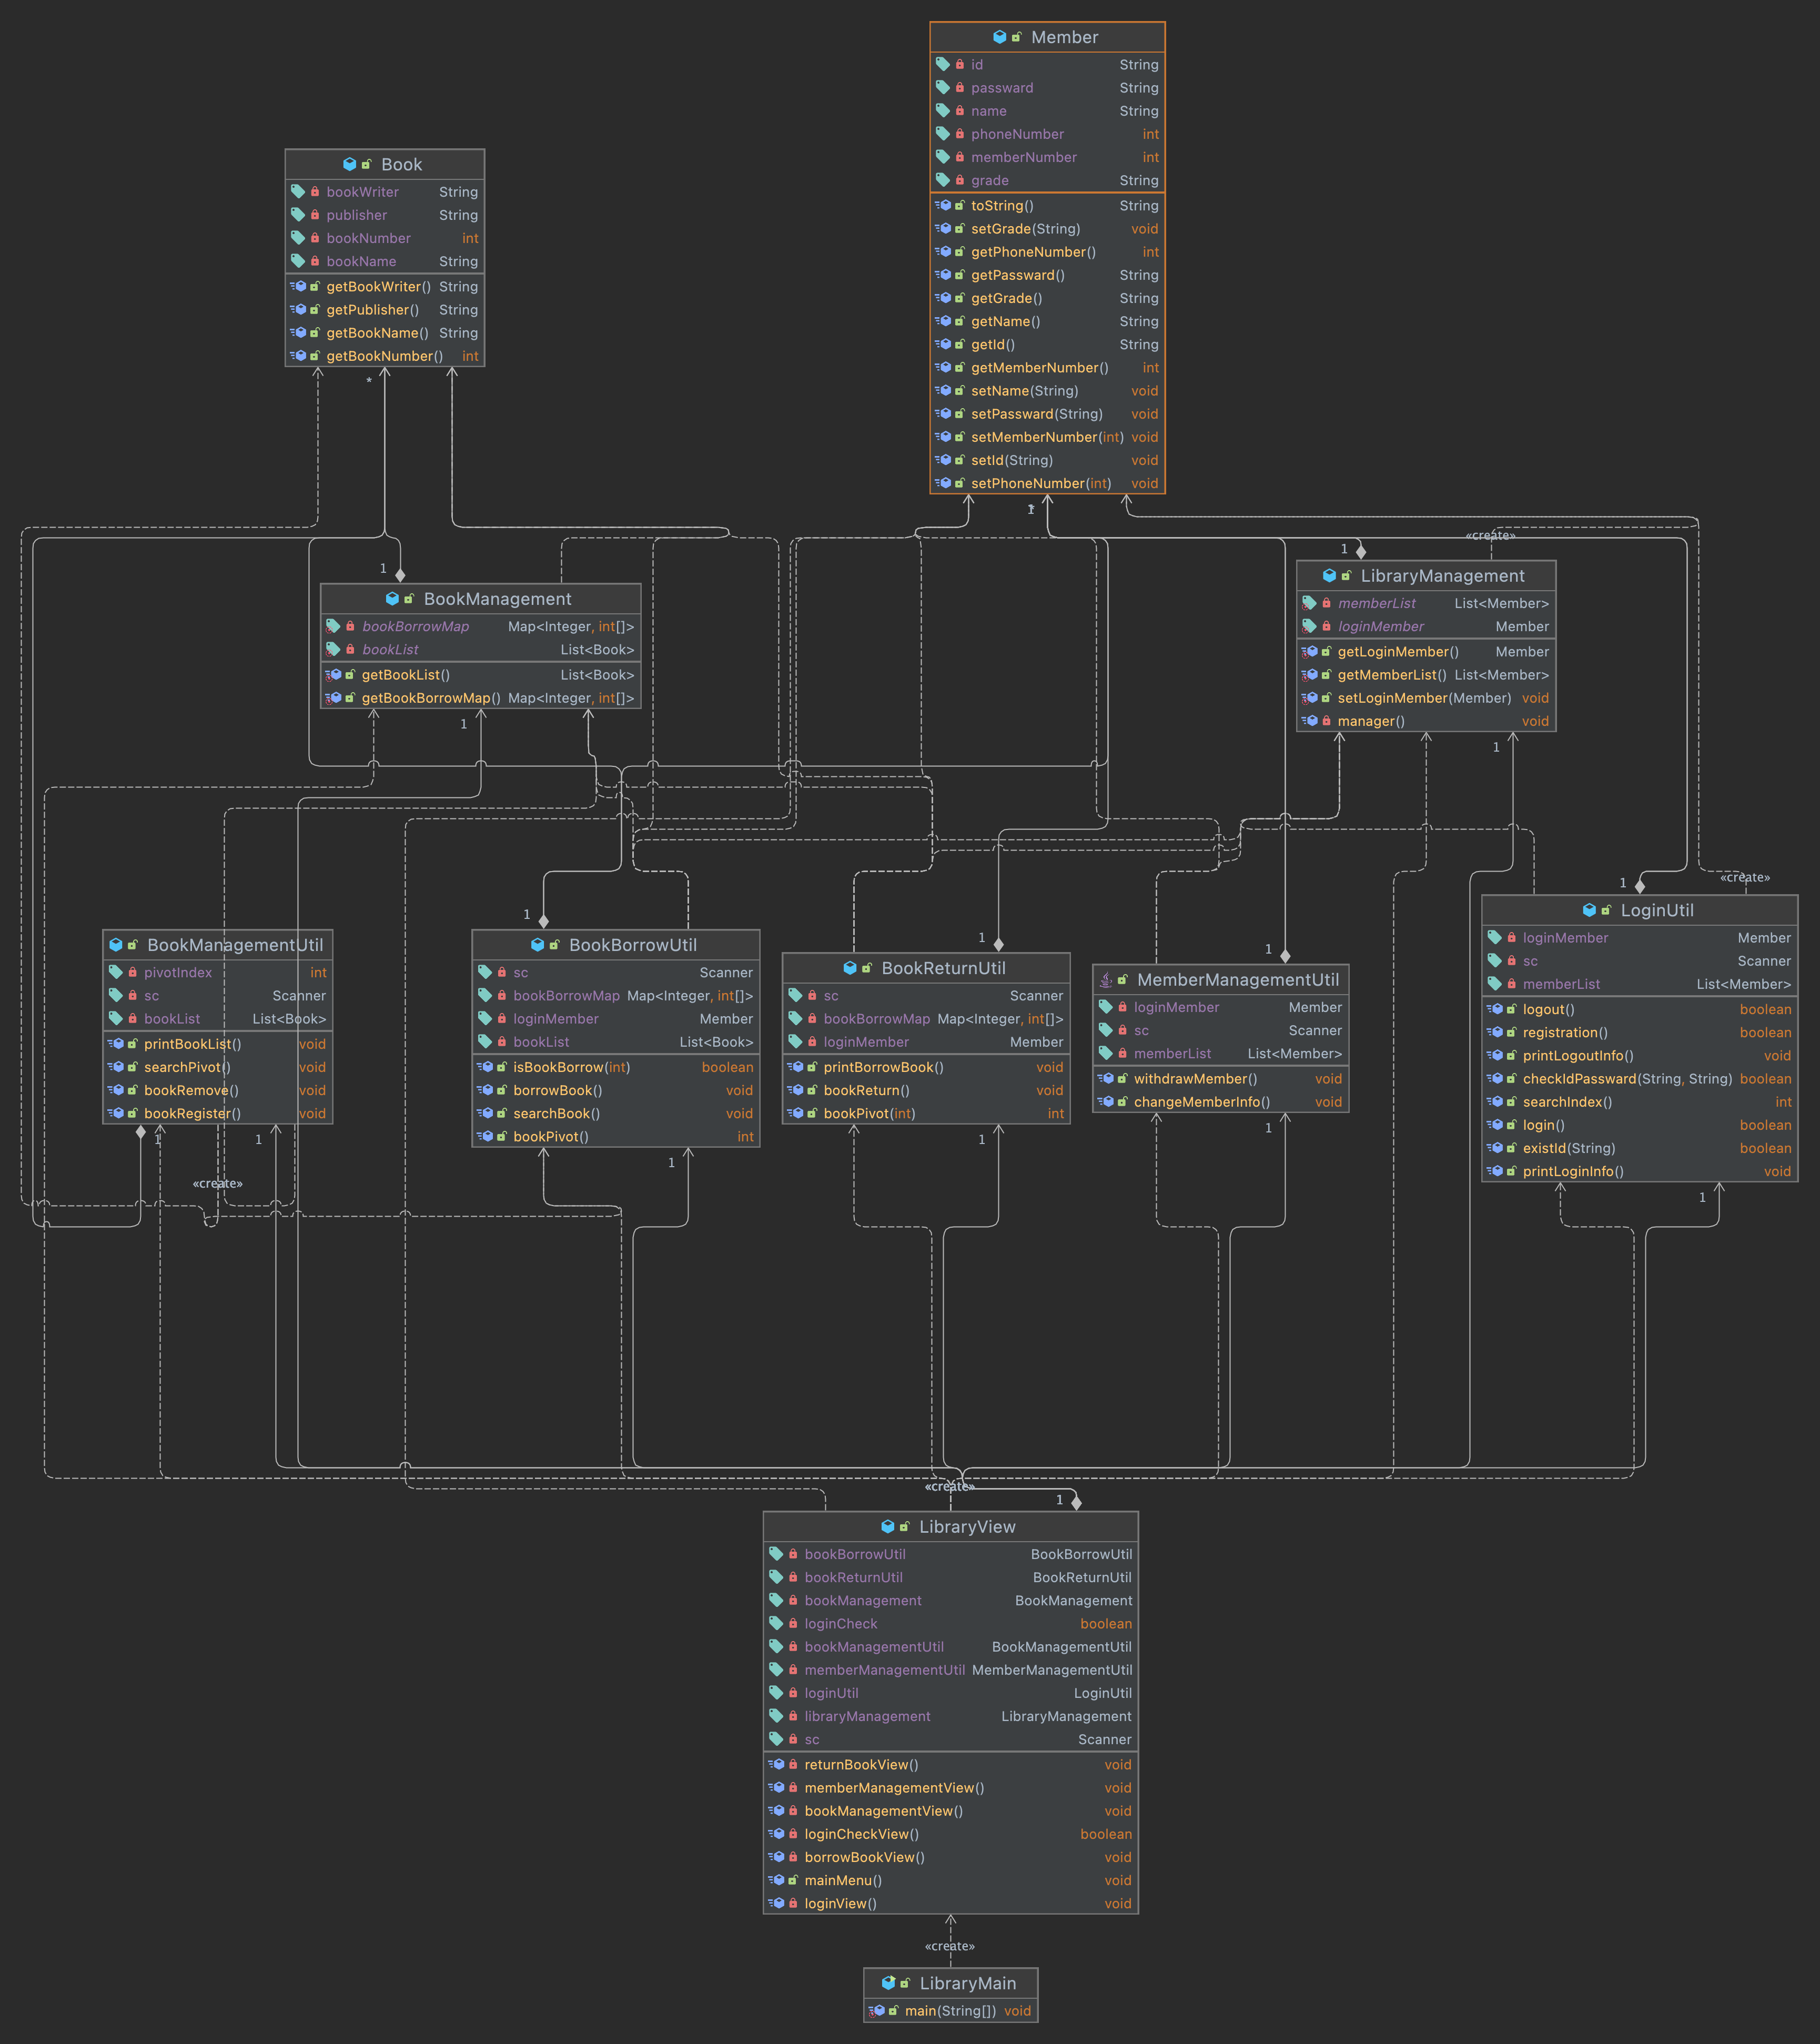 Member
id String
passward String
name String
phoneNumber int
memberNumber int
grade String
toString() String
setGrade(String) void
getPhoneNumber() int
getPassward() String
getGrade() String
getName() String
getId() String
getMemberNumber() int
setName(String) void
setPassward(String) void
setMemberNumber(int) void
setId(String) void
setPhoneNumber(int) void
Book
bookWriter String
publisher String
bookNumber int
bookName String
getBookWriter() String
getPublisher() String
getBookName() String
getBookNumber() int
*
1
«create»
1
1
LibraryManagement
memberList List<Member>
loginMember Member
getLoginMember() Member
getMemberList() List<Member>
setLoginMember(Member) void
manager() void
BookManagement
bookBorrowMap Map<Integer, int[]>
bookList List<Book>
getBookList() List<Book>
getBookBorrowMap() Map<Integer, int[]>
1
1
«create»
1
1
1
1
LoginUtil
loginMember Member
sc Scanner
memberList List<Member>
logout() boolean
registration() boolean
printLogoutInfo() void
checkIdPassward(String, String) boolean
searchIndex() int
login() boolean
existId(String) boolean
printLoginInfo() void
BookManagementUtil
pivotIndex int
sc Scanner
bookList List<Book>
printBookList() void
searchPivot() void
bookRemove() void
bookRegister() void
BookBorrowUtil
sc Scanner
bookBorrowMap Map<Integer, int[]>
loginMember Member
bookList List<Book>
isBookBorrow(int) boolean
borrowBook() void
searchBook() void
bookPivot() int
BookReturnUtil
sc Scanner
bookBorrowMap Map<Integer, int[]>
loginMember Member
printBorrowBook() void
bookReturn() void
bookPivot(int) int
MemberManagementUtil
loginMember Member
sc Scanner
memberList List<Member>
withdrawMember() void
changeMemberInfo() void
1
1
1
1
1
1
«create»
«create»
1
LibraryView
bookBorrowUtil BookBorrowUtil
bookReturnUtil BookReturnUtil
bookManagement BookManagement
loginCheck boolean
bookManagementUtil BookManagementUtil
memberManagementUtil MemberManagementUtil
loginUtil LoginUtil
libraryManagement LibraryManagement
sc Scanner
returnBookView() void
memberManagementView() void
bookManagementView() void
loginCheckView() boolean
borrowBookView() void
mainMenu() void
loginView() void
«create»
LibraryMain
main(String[]) void